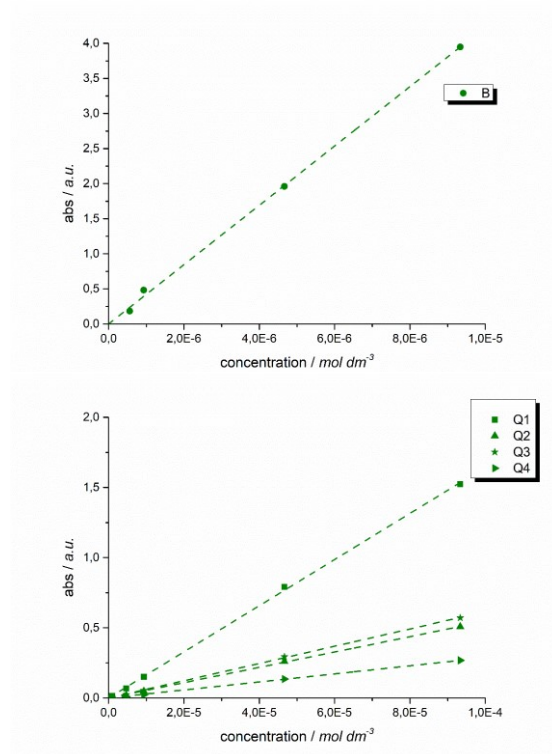 4,0
3,5
3,0
2,5
2,0
1,5
1,0
0,5
0,0
abs / a.u.
B
0,0 2,0E-6 4,0E-6 6,0E-6 8,0E-6 1,0E-5
concentration / mol dm-3
2,0
1,5
1,0
0,5
0,0
abs / a.u.
Q1
Q2
Q3
Q4
0,0 2,0E-5 4,0E-5 6,0E-5 8,0E-5 1,0E-4
concentration / mol dm-3